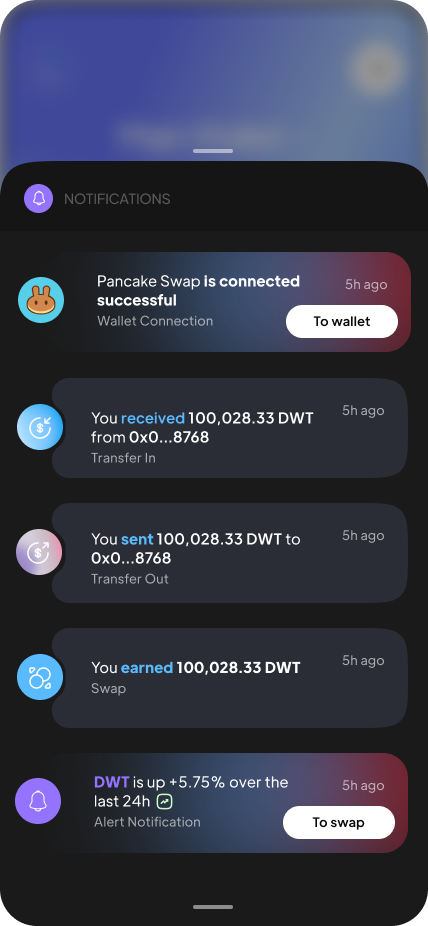 NOTIFICATIONS
Pancake Swap is connected
successful
5h ago
Wallet Connection
To wallet
You received 100,028.33 DWT
from 0x0...8768
5h ago
Transfer In
You sent 100,028.33 DWT to
0x0...8768
5h ago
Transfer Out
You earned 100,028.33 DWT
5h ago
Swap
DWT is up +5.75% over the
last 24h
5h ago
Alert Notification
To swap